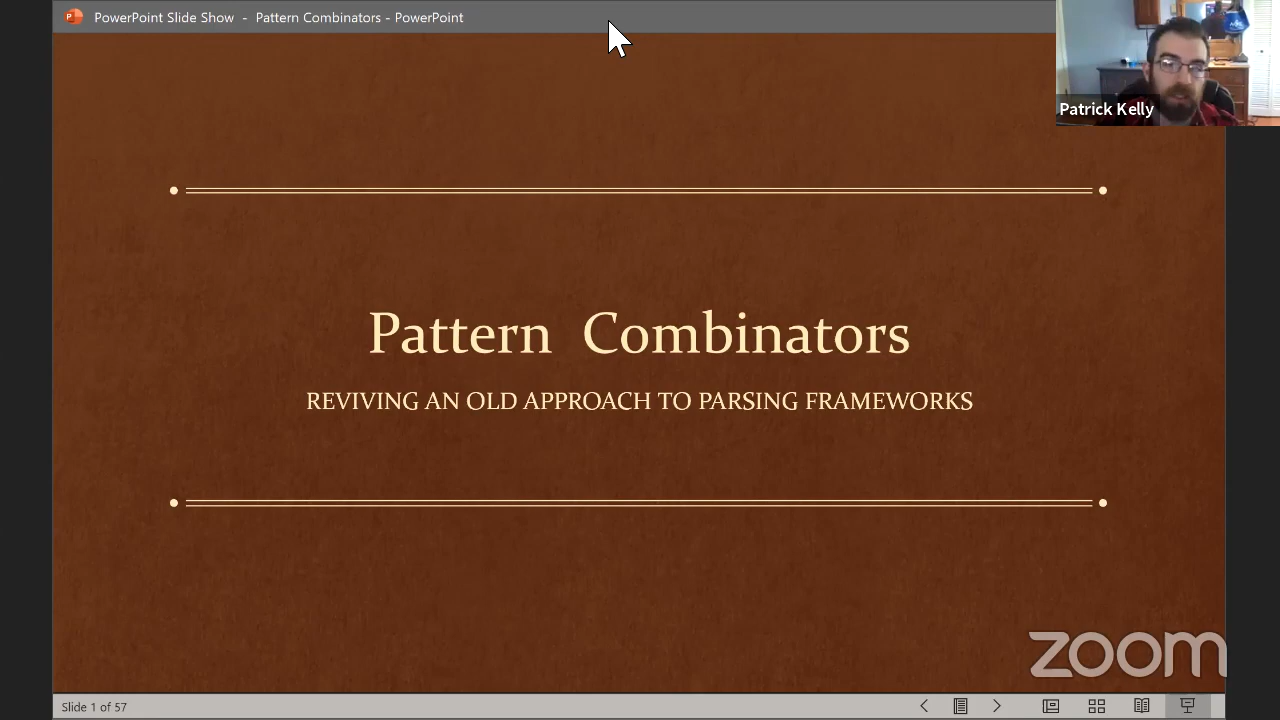 PowerPoint Slide Show - Pattern Combinators - PowerPoint
Patrick Kelly
Pattern Combinators
REVIVING AN OLD APPROACH TO PARSING FRAMEWORKS
zoom
Slide 1 of 57